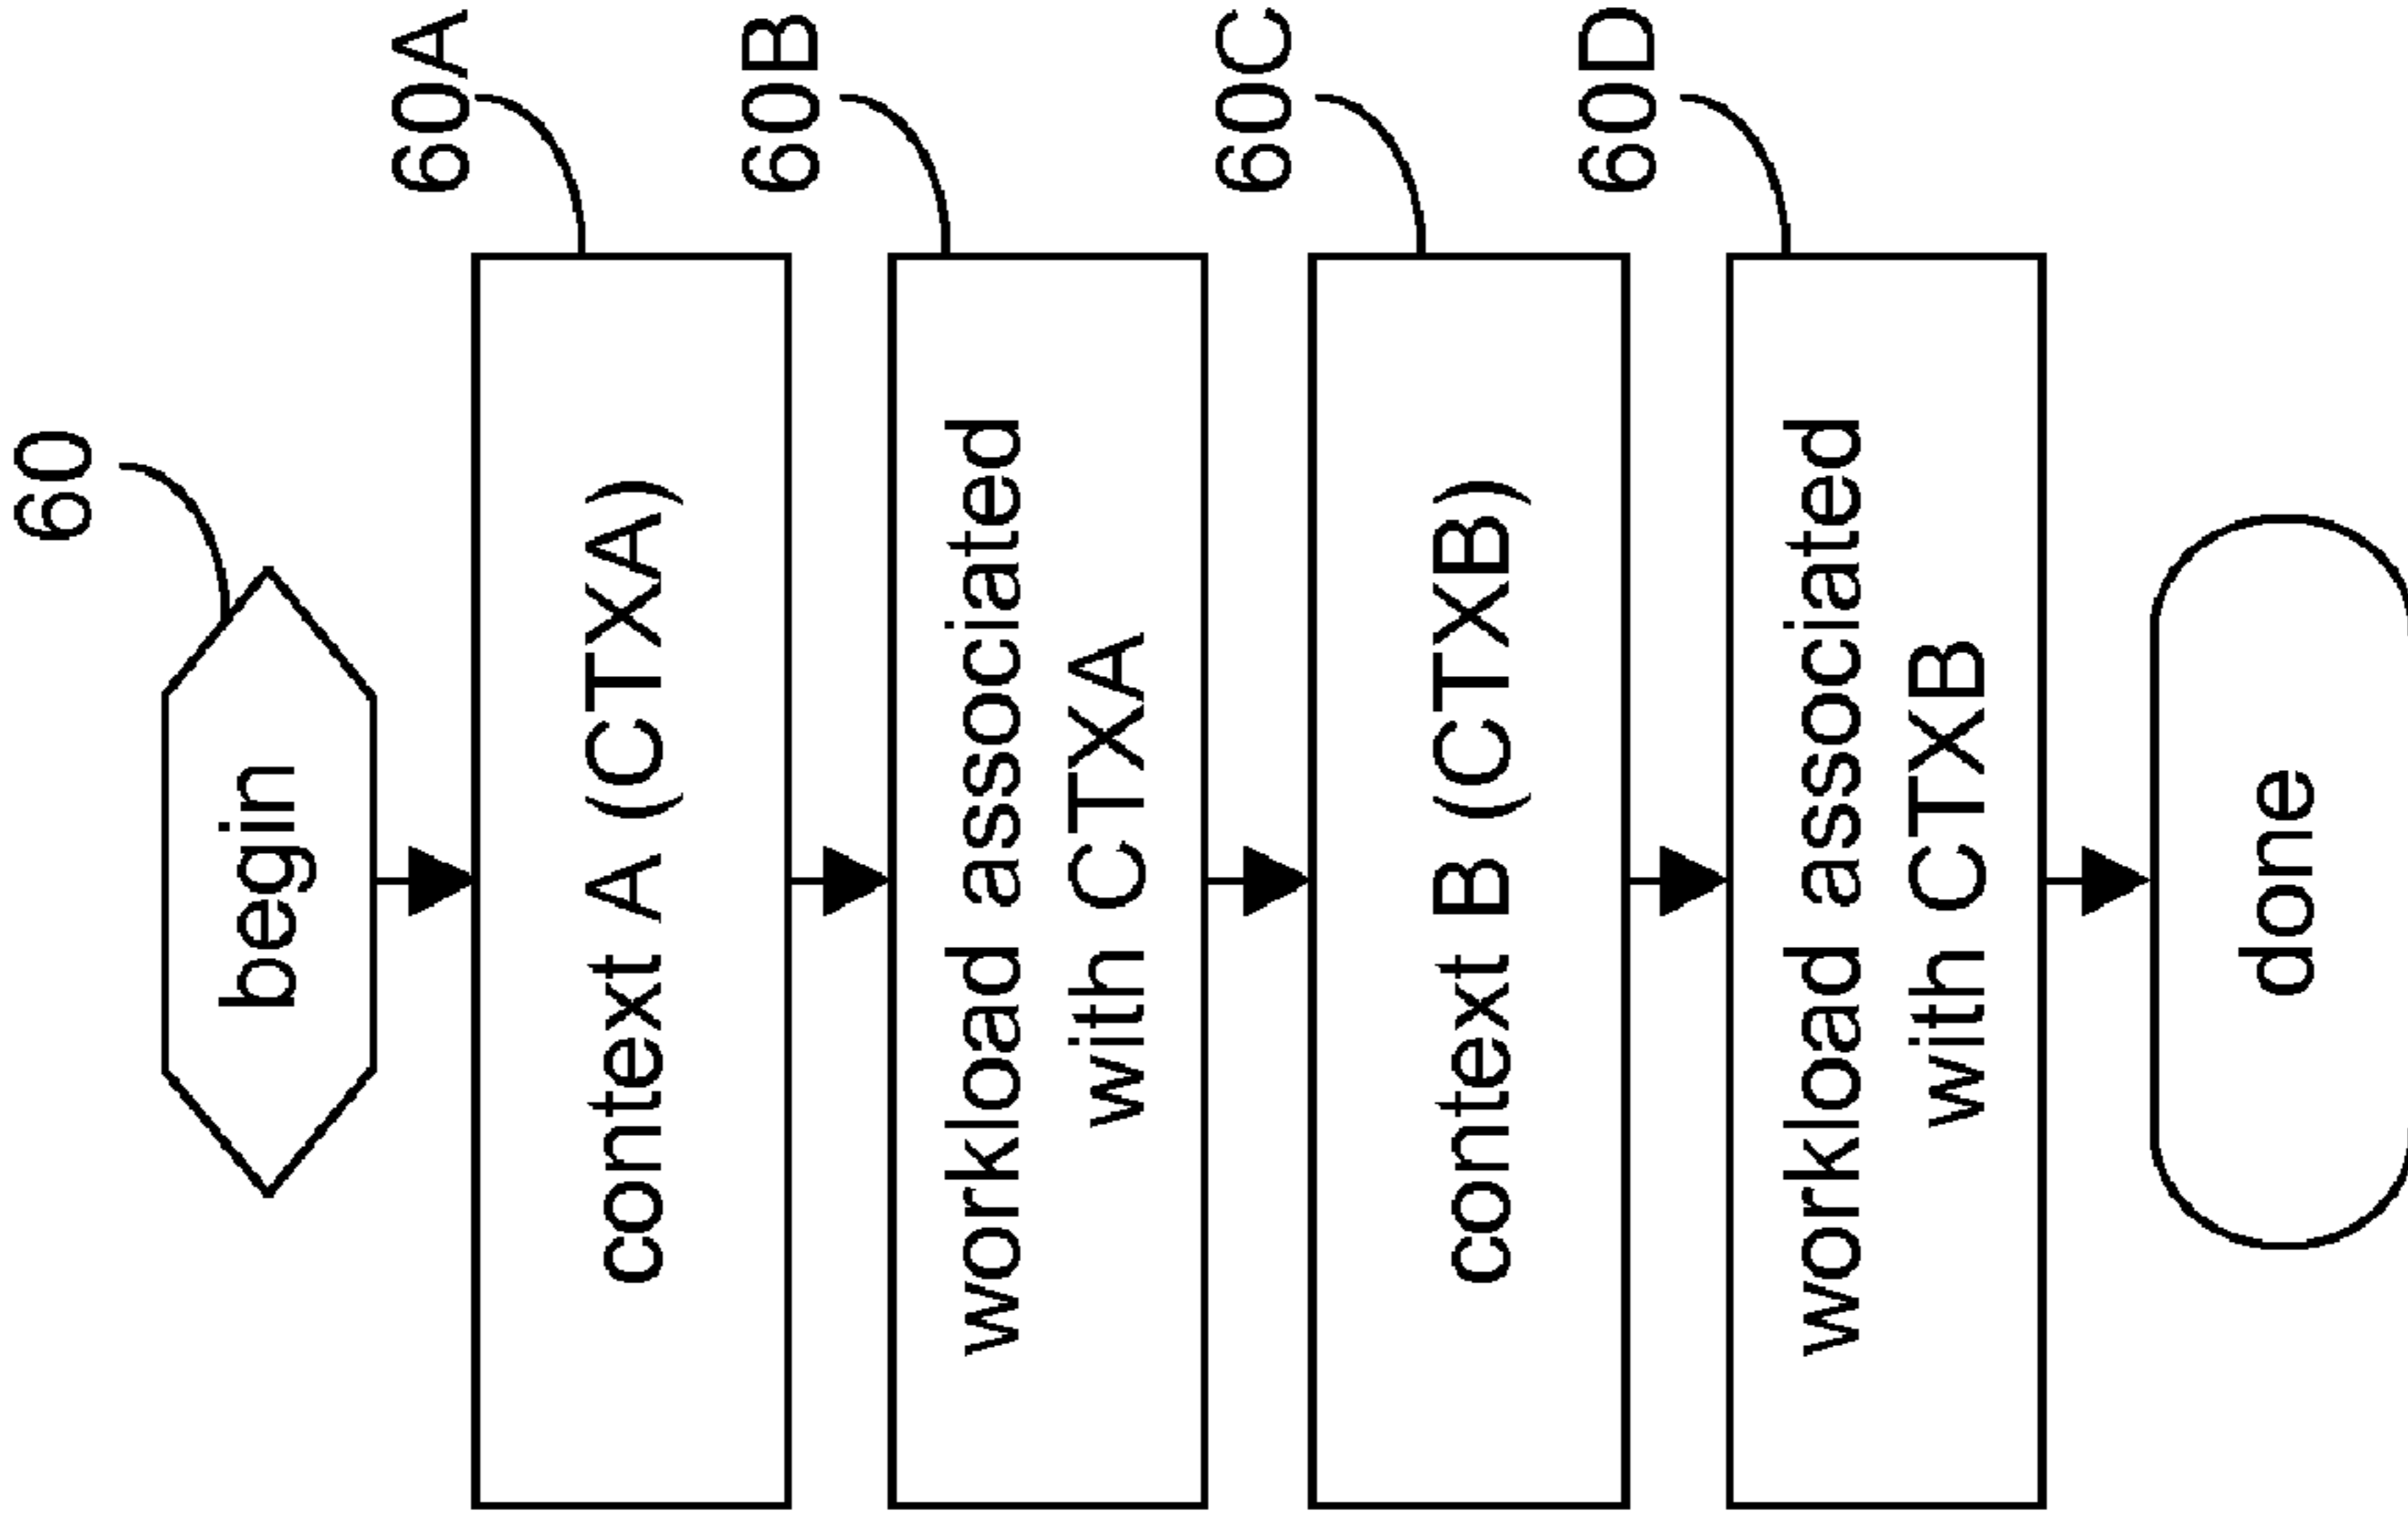 60
begin
60A
context A (CTXA)
60B
workload associated
with CTXA
60C
context B (CTXB)
60D
workload associated
with CTXB
done